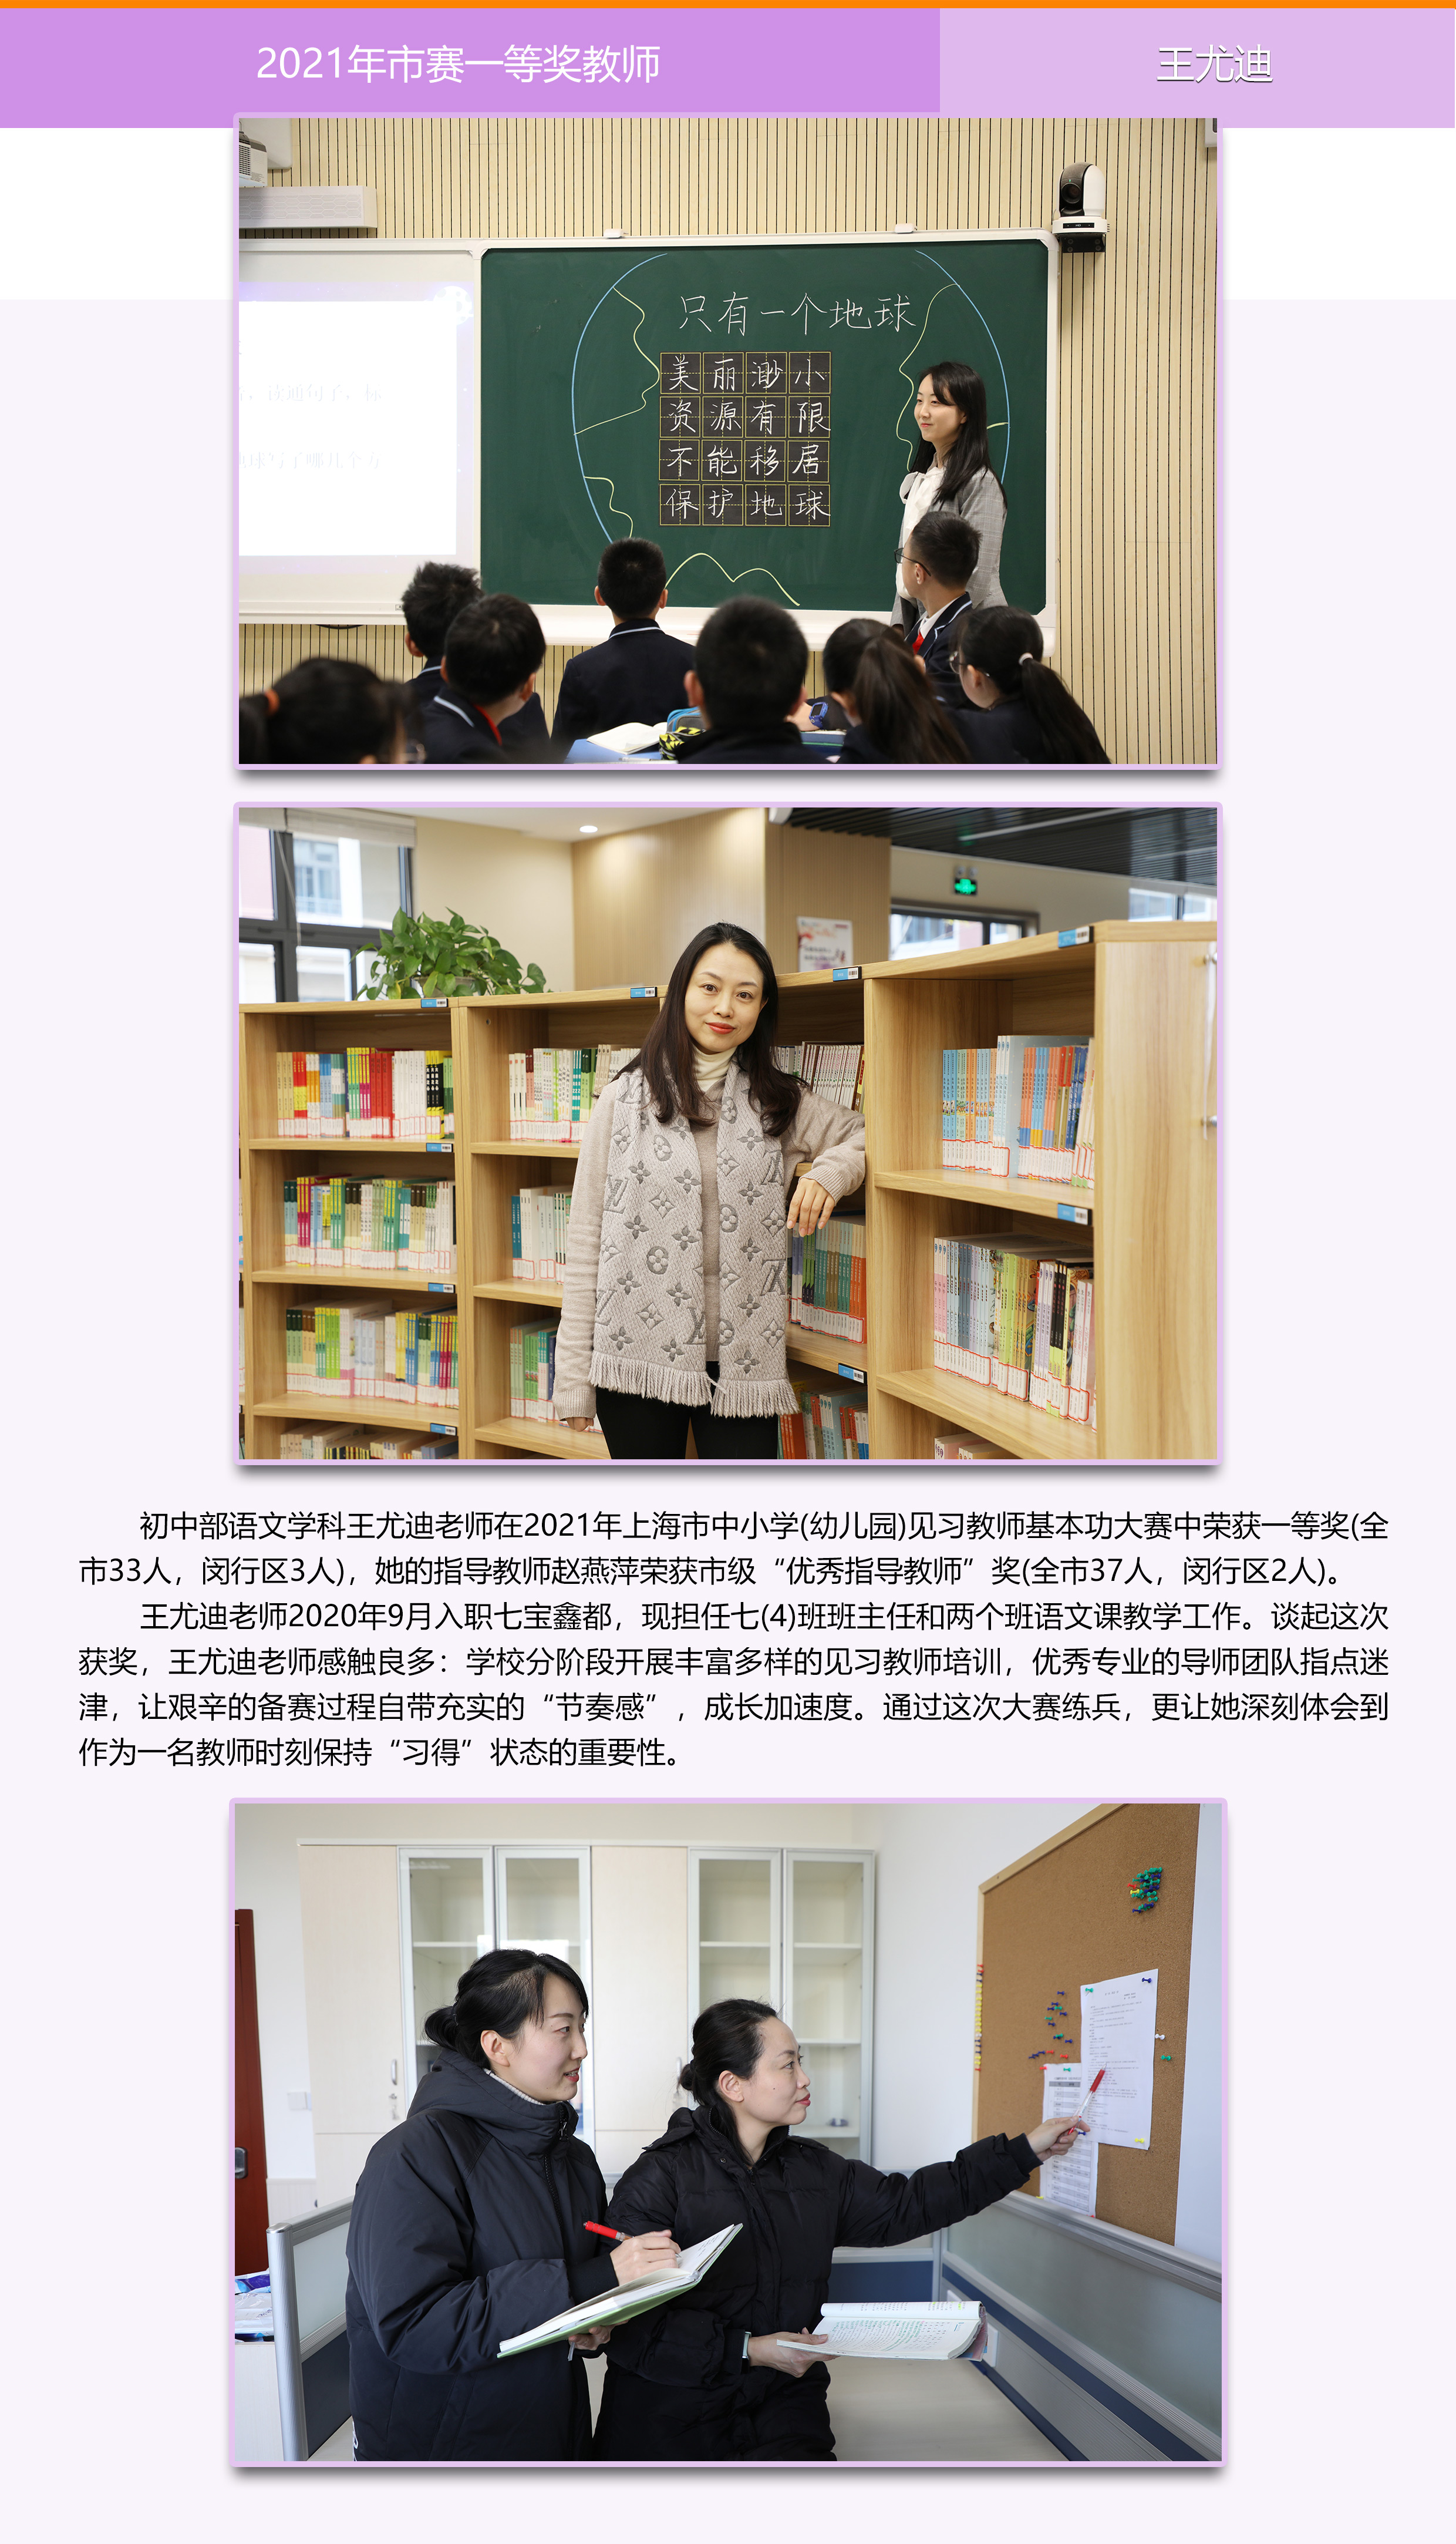 2021年市赛一等奖教师
王尤迪
只有一个地球
美丽渺小
资源有限
不能移居
保护地球
读通句子，标
球写了哪几个方
初中部语文学科王尤迪老师在2021年上海市中小学(幼儿园)见习教师基本功大赛中荣获一等奖(全
市33人，闵行区3人)，她的指导教师赵燕萍荣获市级“优秀指导教师”奖(全市37人，闵行区2人)。
王尤迪老师2020年9月入职七宝鑫都，现担任七(4)班班主任和两个班语文课教学工作。谈起这次
获奖，王尤迪老师感触良多：学校分阶段开展丰富多样的见习教师培训，优秀专业的导师团队指点迷
津，让艰辛的备赛过程自带充实的“节奏感”，成长加速度。通过这次大赛练兵，更让她深刻体会到
作为一名教师时刻保持“习得”状态的重要性。